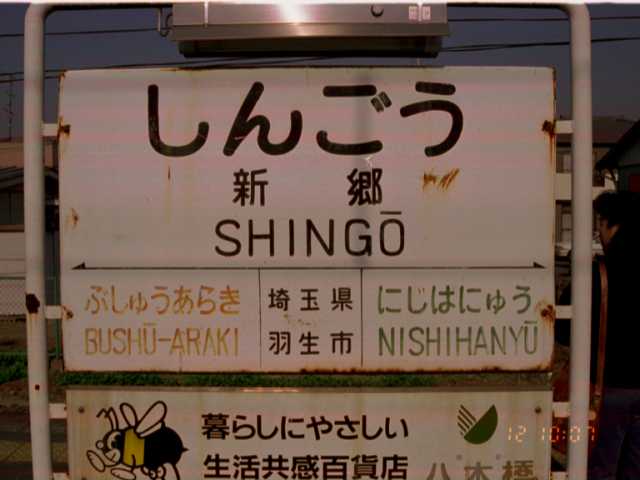 しんごう
新郷
SHINGŌ
ぶしゅうあらき
BUSHŪ-ARAKI
埼玉県
羽生市
にじはにゅう
NISHIHANYŪ
暮らしにやさしい
生活共感百貨店
八木橋
12 10:07